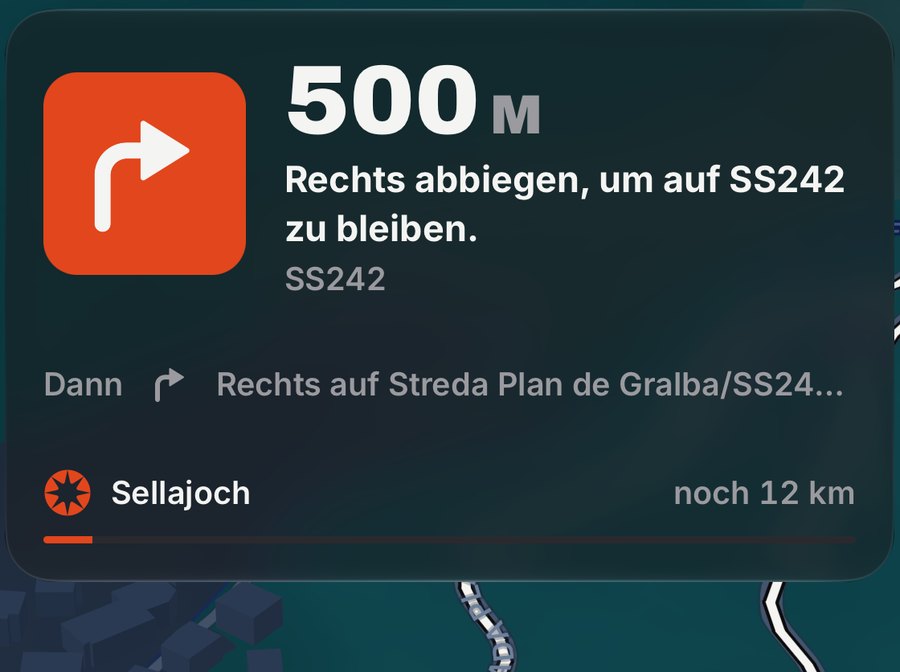 500 M
Rechts abbiegen, um auf SS242
zu bleiben.
SS242
Dann Rechts auf Streda Plan de Gralba/SS24...
Sellajoch noch 12 km